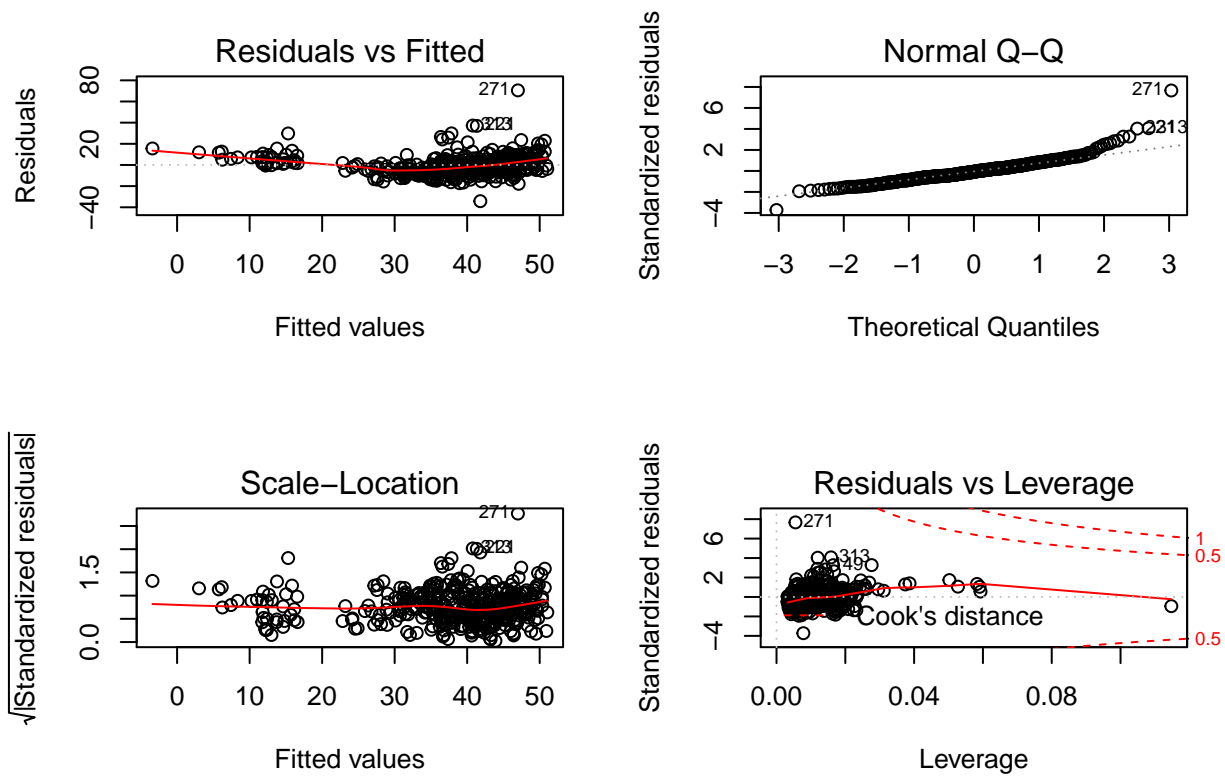 Residuals vs Fitted
Residuals
80
20
−40
271
0 10 20 30 40 50
Fitted values
Normal Q−Q
Standardized residuals
6
2
−4
271
−3 −2 −1 0 1 2 3
Theoretical Quantiles
Scale−Location
√|Standardized residuals|
1.5
0.0
271
0 10 20 30 40 50
Fitted values
Residuals vs Leverage
Standardized residuals
6
2
−4
271
313
149
Cook's distance
1
0.5
0.5
0.00 0.04 0.08
Leverage